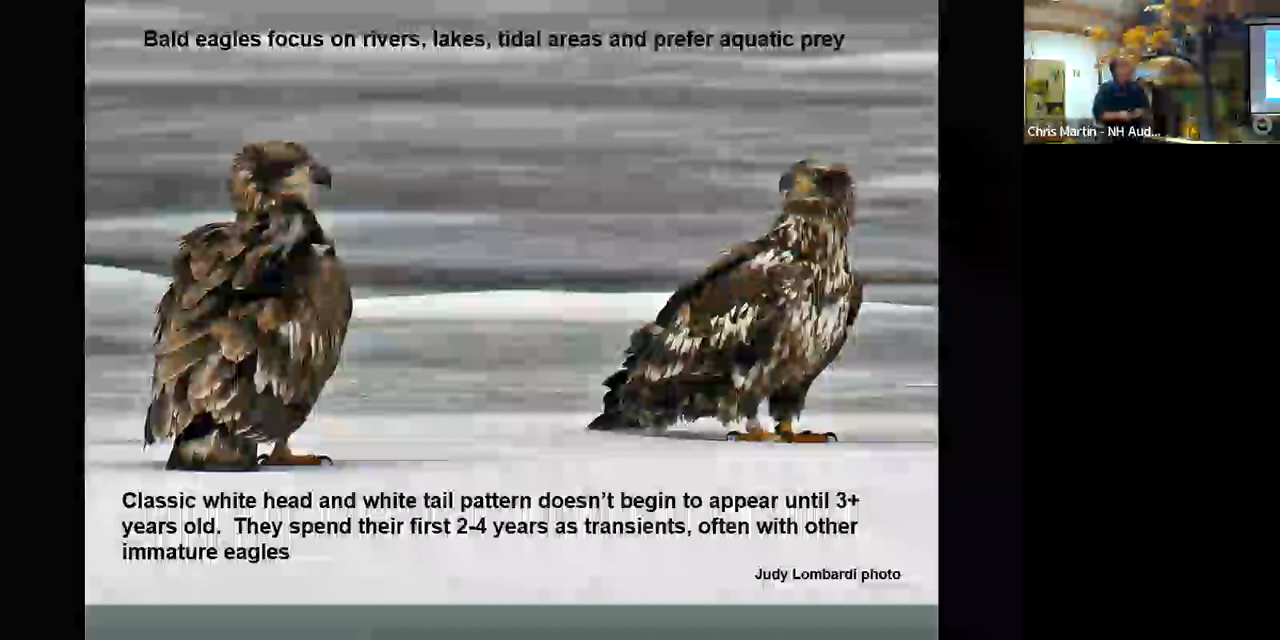 Bald eagles focus on rivers, lakes, tidal areas and prefer aquatic prey
Chris Martin - NH Aud...
Classic white head and white tail pattern doesn't begin to appear until 3+
years old.  They spend their first 2-4 years as transients, often with other
immature eagles
Judy Lombardi photo